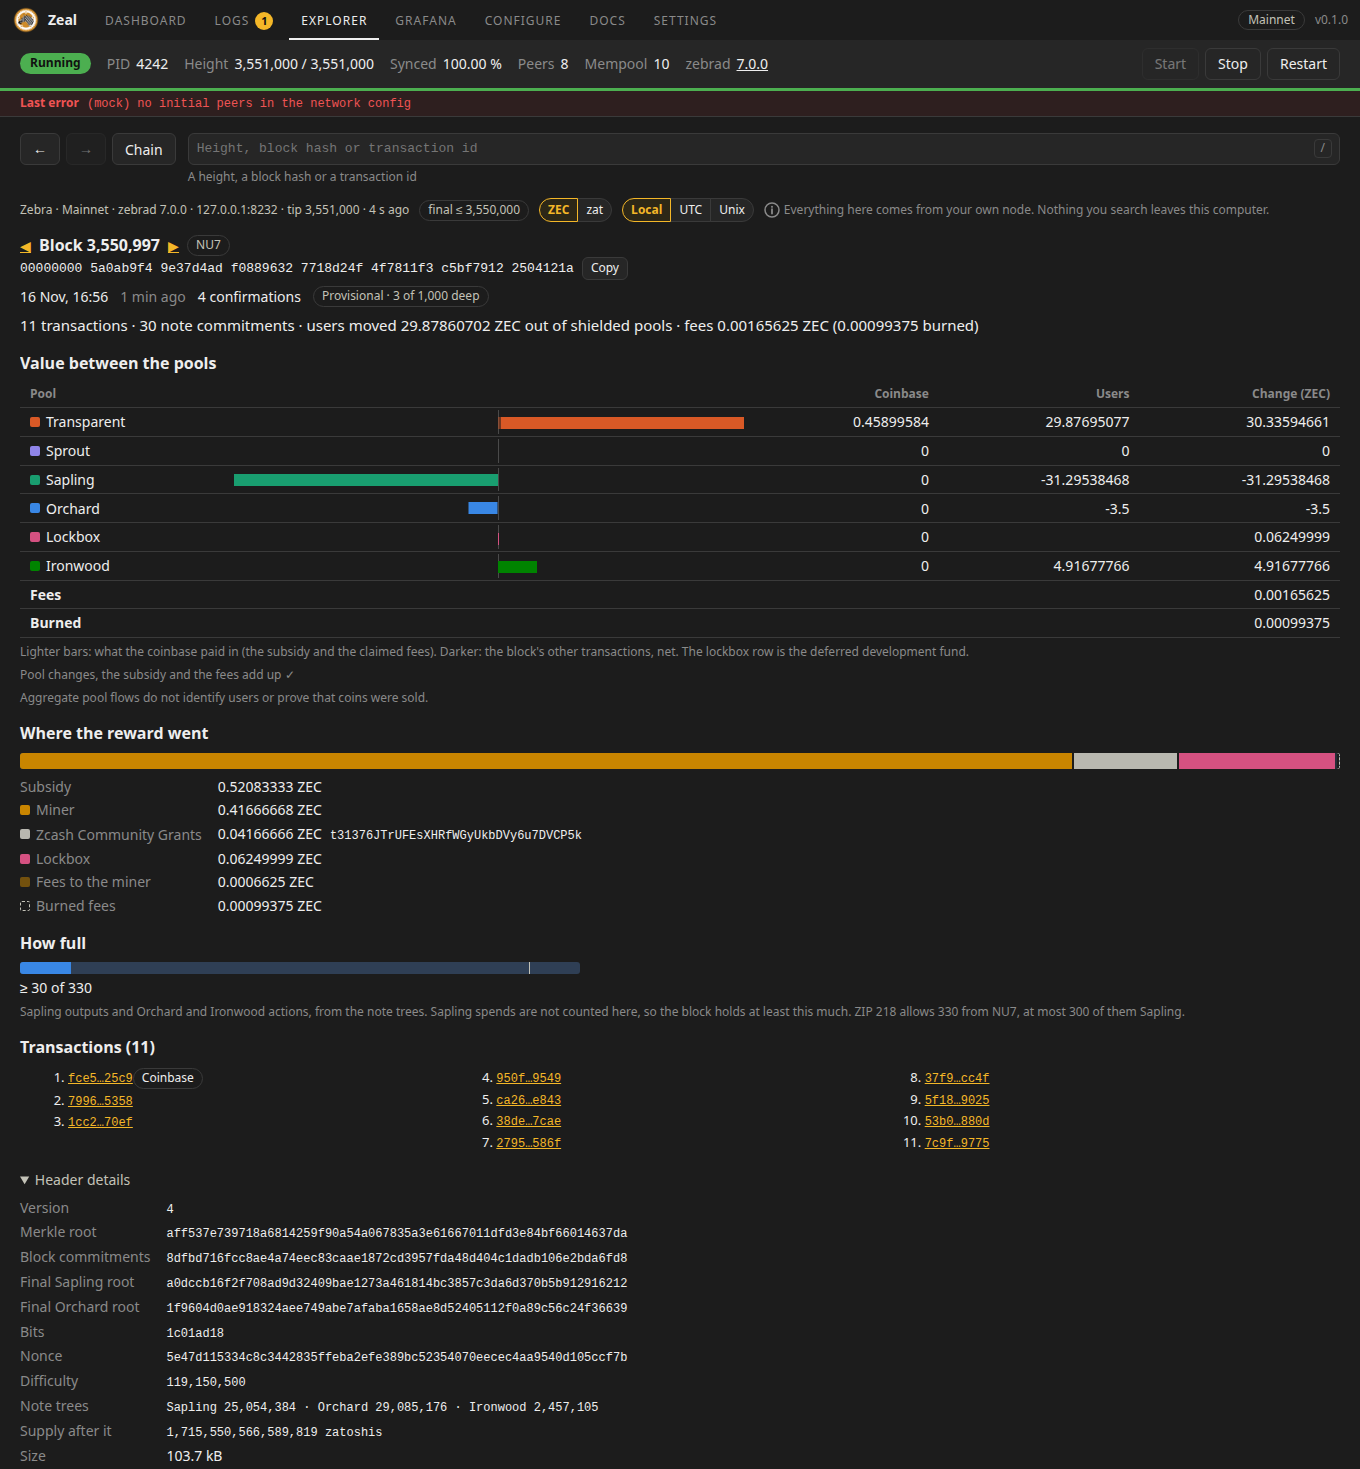 Zeal DASHBOARD LOGS 1 EXPLORER GRAFANA CONFIGURE DOCS SETTINGS Mainnet v0.1.0
Running PID 4242 Height 3,551,000 / 3,551,000 Synced 100.00 % Peers 8 Mempool 10 zebrad 7.0.0 Start Stop Restart
Last error (mock) no initial peers in the network config
← → Chain Height, block hash or transaction id /
A height, a block hash or a transaction id
Zebra · Mainnet · zebrad 7.0.0 · 127.0.0.1:8232 · tip 3,551,000 · 4 s ago final ≤ 3,550,000 ZEC zat Local UTC Unix Everything here comes from your own node. Nothing you search leaves this computer.
◀ Block 3,550,997 ▶ NU7
00000000 5a0ab9f4 9e37d4ad f0889632 7718d24f 4f7811f3 c5bf7912 2504121a Copy
16 Nov, 16:56 1 min ago 4 confirmations Provisional · 3 of 1,000 deep
11 transactions · 30 note commitments · users moved 29.87860702 ZEC out of shielded pools · fees 0.00165625 ZEC (0.00099375 burned)
Value between the pools
Pool Coinbase Users Change (ZEC)
Transparent 0.45899584 29.87695077 30.33594661
Sprout 0 0 0
Sapling 0 -31.29538468 -31.29538468
Orchard 0 -3.5 -3.5
Lockbox 0 0.06249999
Ironwood 0 4.91677766 4.91677766
Fees 0.00165625
Burned 0.00099375
Lighter bars: what the coinbase paid in (the subsidy and the claimed fees). Darker: the block's other transactions, net. The lockbox row is the deferred development fund.
Pool changes, the subsidy and the fees add up ✓
Aggregate pool flows do not identify users or prove that coins were sold.
Where the reward went
Subsidy 0.52083333 ZEC
Miner 0.41666668 ZEC
Zcash Community Grants 0.04166666 ZEC t31376JTrUFEsXHRfWGyUkbDVy6u7DVCP5k
Lockbox 0.06249999 ZEC
Fees to the miner 0.0006625 ZEC
Burned fees 0.00099375 ZEC
How full
≥ 30 of 330
Sapling outputs and Orchard and Ironwood actions, from the note trees. Sapling spends are not counted here, so the block holds at least this much. ZIP 218 allows 330 from NU7, at most 300 of them Sapling.
Transactions (11)
1. fce5…25c9 Coinbase
2. 7996…5358
3. 1cc2…70ef
4. 950f…9549
5. ca26…e843
6. 38de…7cae
7. 2795…586f
8. 37f9…cc4f
9. 5f18…9025
10. 53b0…880d
11. 7c9f…9775
▼ Header details
Version 4
Merkle root aff537e739718a6814259f90a54a067835a3e61667011dfd3e84bf66014637da
Block commitments 8dfbd716fcc8ae4a74eec83caae1872cd3957fda48d404c1dadb106e2bda6fd8
Final Sapling root a0dccb16f2f708ad9d32409bae1273a461814bc3857c3da6d370b5b912916212
Final Orchard root 1f9604d0ae918324aee749abe7afaba1658ae8d52405112f0a89c56c24f36639
Bits 1c01ad18
Nonce 5e47d115334c8c3442835ffeba2efe389bc52354070eecec4aa9540d105ccf7b
Difficulty 119,150,500
Note trees Sapling 25,054,384 · Orchard 29,085,176 · Ironwood 2,457,105
Supply after it 1,715,550,566,589,819 zatoshis
Size 103.7 kB